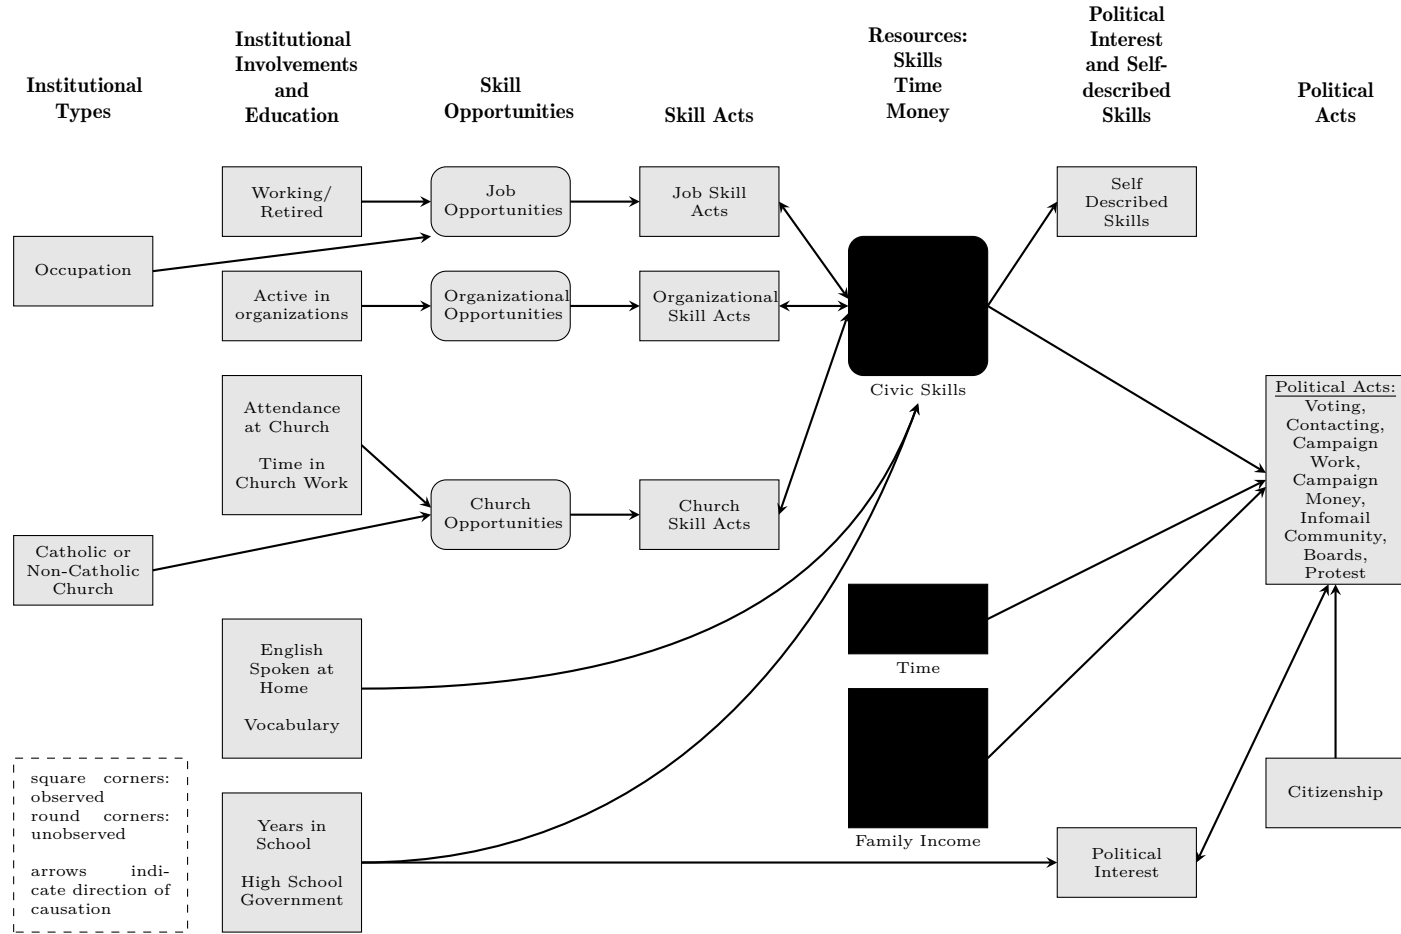 Institutional
Types
Institutional
Involvements
and
Education
Skill
Opportunities
Skill Acts
Resources:
Skills
Time
Money
Political
Interest
and Self-
described
Skills
Political
Acts
Working/
Retired
Job
Opportunities
Job Skill
Acts
Self
Described
Skills
Occupation
Active in
organizations
Organizational
Opportunities
Organizational
Skill Acts
Civic Skills
Attendance
at Church
Time in
Church Work
Church
Opportunities
Church
Skill Acts
Political Acts:
Voting,
Contacting,
Campaign
Work,
Campaign
Money,
Infomail
Community,
Boards,
Protest
Catholic or
Non-Catholic
Church
English
Spoken at
Home
Vocabulary
Time
Family Income
Citizenship
square corners:
observed
round corners:
unobserved
arrows indi-
cate direction of
causation
Years in
School
High School
Government
Political
Interest